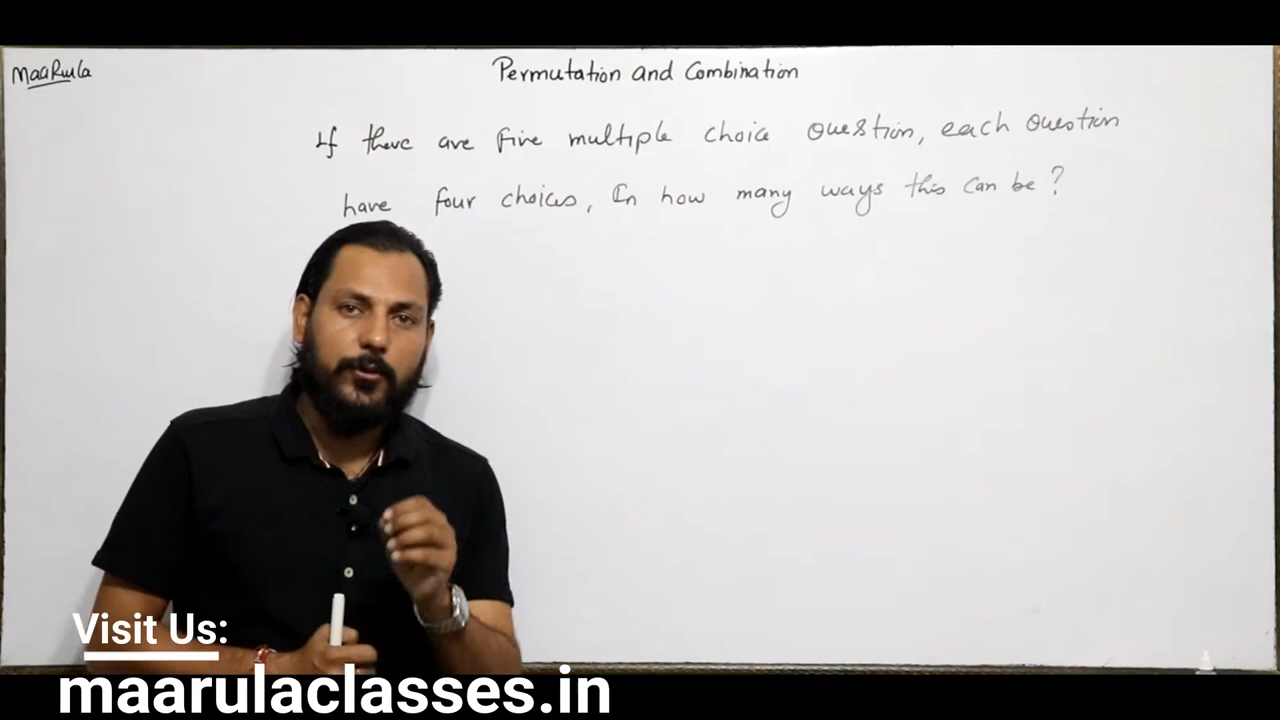 MaaRula
Permutation and Combination
If there are five multiple choice Question, each Question
have four choices, In how many ways this can be?
Visit Us:
maarulaclasses.in